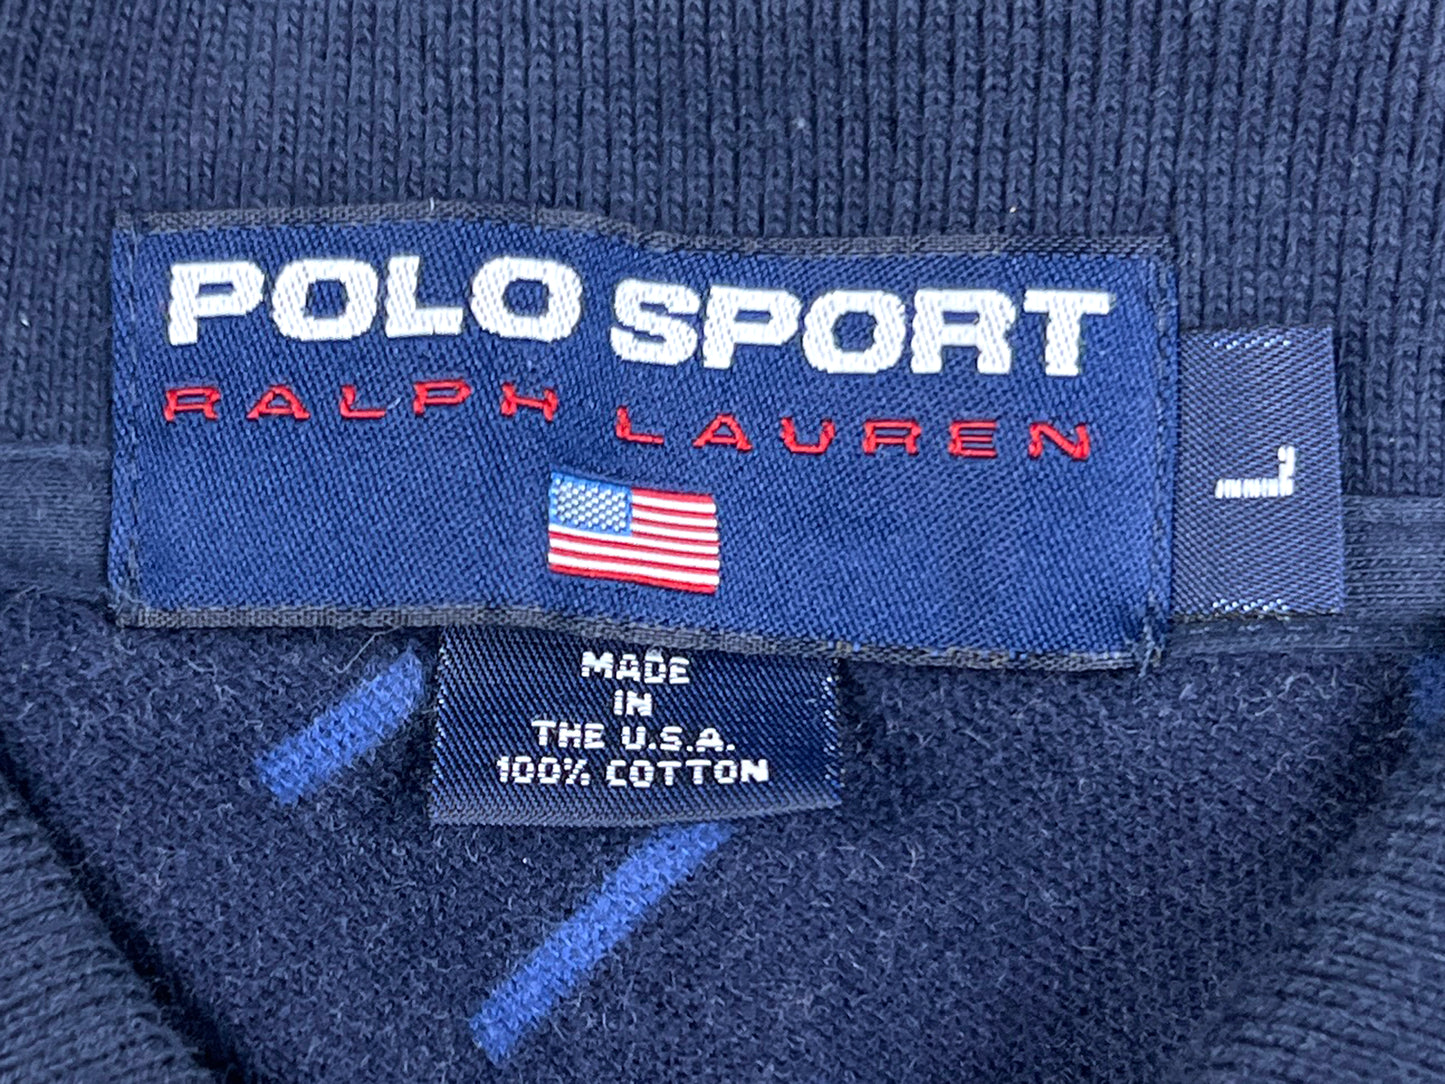 POLO SPORT
RALPH LAUREN
L
MADE
IN
THE U.S.A.
100% COTTON